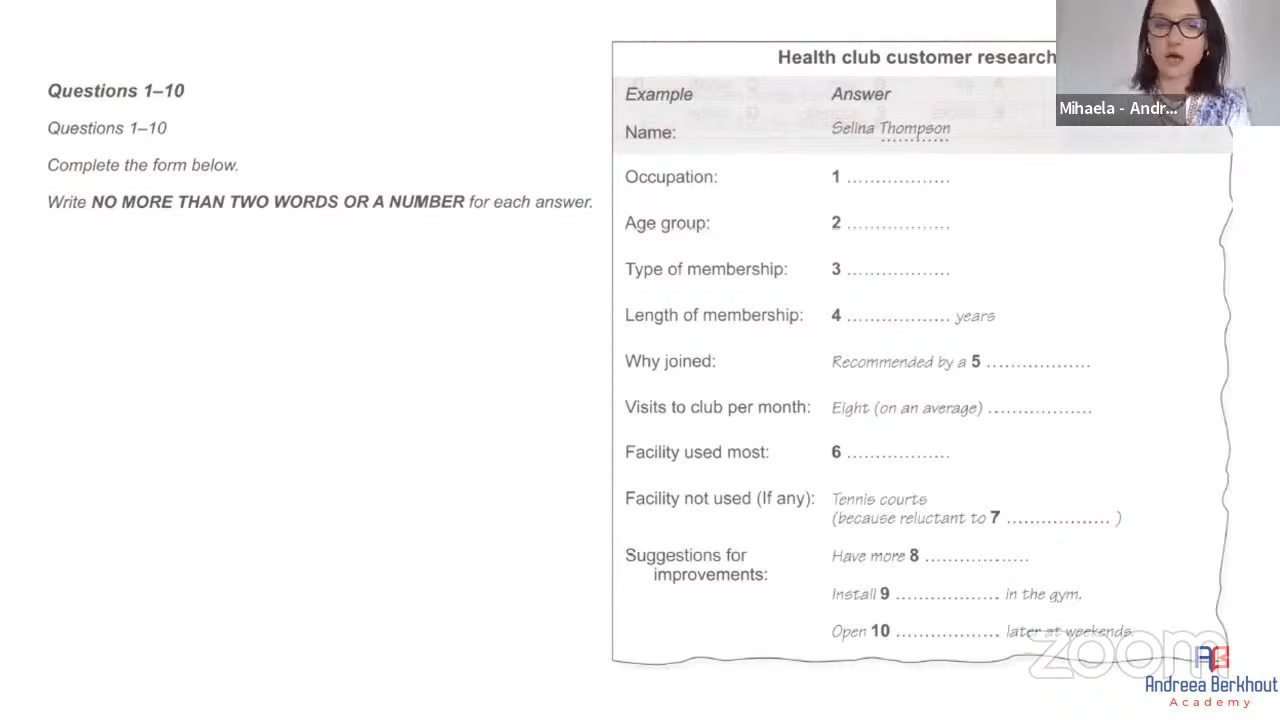 Questions 1–10
Questions 1–10
Complete the form below.
Write NO MORE THAN TWO WORDS OR A NUMBER for each answer.
Health club customer research
Example Answer
Name: Selina Thompson
Occupation: 1 ..................
Age group: 2 ..................
Type of membership: 3 ..................
Length of membership: 4 .................. years
Why joined: Recommended by a 5 ..................
Visits to club per month: Eight (on an average) ..................
Facility used most: 6 ..................
Facility not used (If any): Tennis courts
(because reluctant to 7 .................. )
Suggestions for Have more 8 ..................
improvements:
Install 9 .................. in the gym.
Open 10 .................. later at weekends.
Mihaela - Andr...
zoom
AB
Andreea Berkhout
Academy